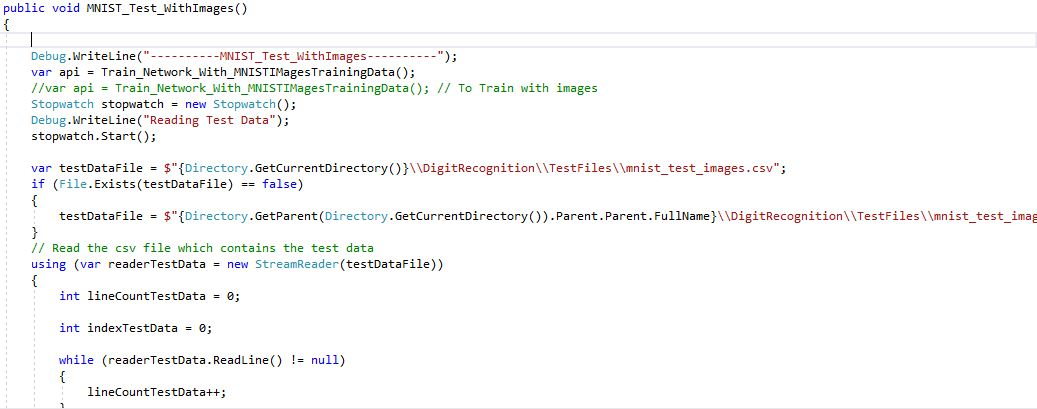 public void MNIST_Test_WithImages()
{
Debug.WriteLine("----------MNIST_Test_WithImages----------");
var api = Train_Network_With_MNISTIMagesTrainingData();
//var api = Train_Network_With_MNISTIMagesTrainingData(); // To Train with images
Stopwatch stopwatch = new Stopwatch();
Debug.WriteLine("Reading Test Data");
stopwatch.Start();
var testDataFile = $"{Directory.GetCurrentDirectory()}\\DigitRecognition\\TestFiles\\mnist_test_images.csv";
if (File.Exists(testDataFile) == false)
{
testDataFile = $"{Directory.GetParent(Directory.GetCurrentDirectory()).Parent.Parent.FullName}\\DigitRecognition\\TestFiles\\mnist_test_imag
}
// Read the csv file which contains the test data
using (var readerTestData = new StreamReader(testDataFile))
{
int lineCountTestData = 0;
int indexTestData = 0;
while (readerTestData.ReadLine() != null)
{
lineCountTestData++;
}